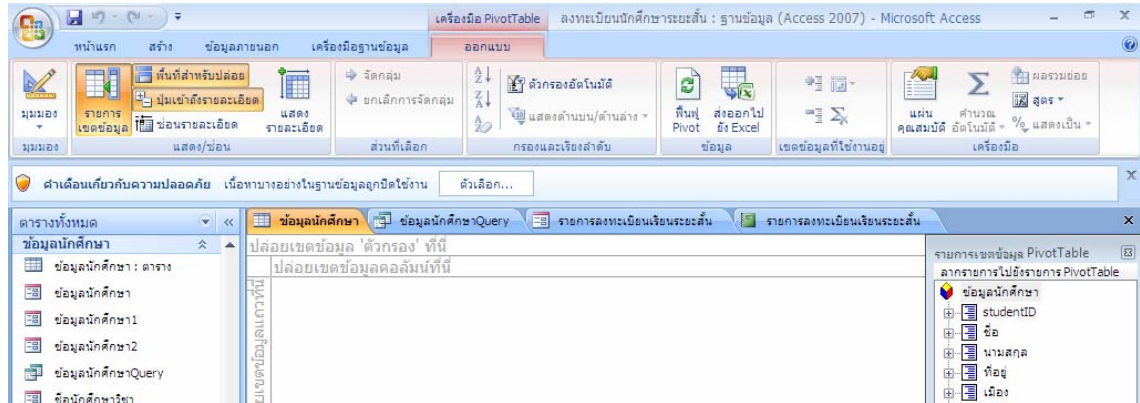 เครื่องมือ PivotTable ลงทะเบียนนักศึกษาระยะสั้น : ฐานข้อมูล (Access 2007) - Microsoft Access
หน้าแรก สร้าง ข้อมูลภายนอก เครื่องมือฐานข้อมูล ออกแบบ
มุมมอง
รายการเขตข้อมูล
พื้นที่สำหรับปล่อย
ปุ่มเข้าถึงรายละเอียด
ซ่อนรายละเอียด
แสดงรายละเอียด
จัดกลุ่ม
ยกเลิกการจัดกลุ่ม
ตัวกรองอัตโนมัติ
แสดงด้านบน/ด้านล่าง
ฟื้นฟู Pivot
ส่งออกไปยัง Excel
แผ่นคุณสมบัติ
คำนวณอัตโนมัติ
ผลรวมย่อย
สูตร
แสดงเป็น
มุมมอง แสดง/ซ่อน ส่วนที่เลือก กรองและเรียงลำดับ ข้อมูล เขตข้อมูลที่ใช้งานอยู่ เครื่องมือ
คำเตือนเกี่ยวกับความปลอดภัย เนื้อหาบางอย่างในฐานข้อมูลถูกปิดใช้งาน ตัวเลือก...
ตารางทั้งหมด
ข้อมูลนักศึกษา
ข้อมูลนักศึกษา : ตาราง
ข้อมูลนักศึกษา
ข้อมูลนักศึกษา1
ข้อมูลนักศึกษา2
ข้อมูลนักศึกษาQuery
ชื่อนักศึกษาวิชา
ข้อมูลนักศึกษา ข้อมูลนักศึกษาQuery รายการลงทะเบียนเรียนระยะสั้น รายการลงทะเบียนเรียนระยะสั้น
ปล่อยเขตข้อมูล 'ตัวกรอง' ที่นี่
ปล่อยเขตข้อมูลคอลัมน์ที่นี่
ยเขตข้อมูลแถวที่นี่
รายการเขตข้อมูล PivotTable
ลากรายการไปยังรายการ PivotTable
ข้อมูลนักศึกษา
studentID
ชื่อ
นามสกุล
ที่อยู่
เมือง